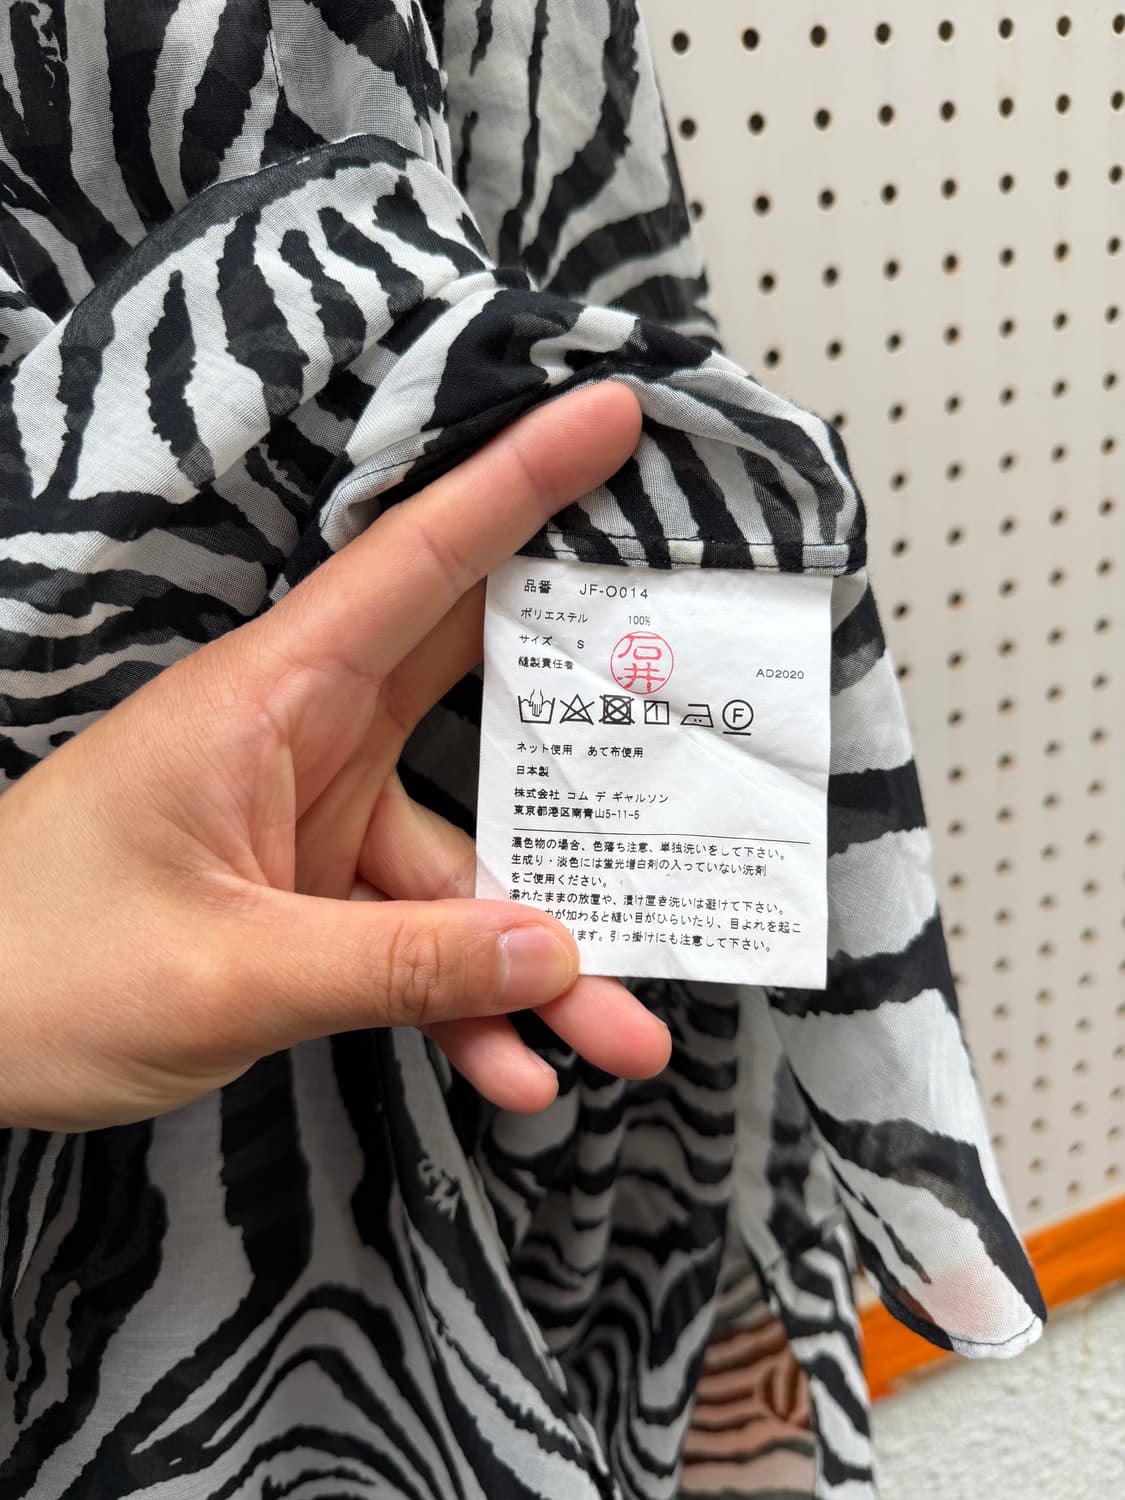 品番 JF-O014
ポリエステル 100%
サイズ S
縫製責任者 石井 AD2020
F
ネット使用 あて布使用
日本製
株式会社 コム デ ギャルソン
東京都港区南青山5-11-5
濃色物の場合、色落ち注意、単独洗いをして下さい。
生成り・淡色には蛍光増白剤の入っていない洗剤
をご使用ください。
濡れたままの放置や、漬け置き洗いは避けて下さい。
が加わると縫い目がひらいたり、目よれを起こ
ります。引っ掛けにも注意して下さい。